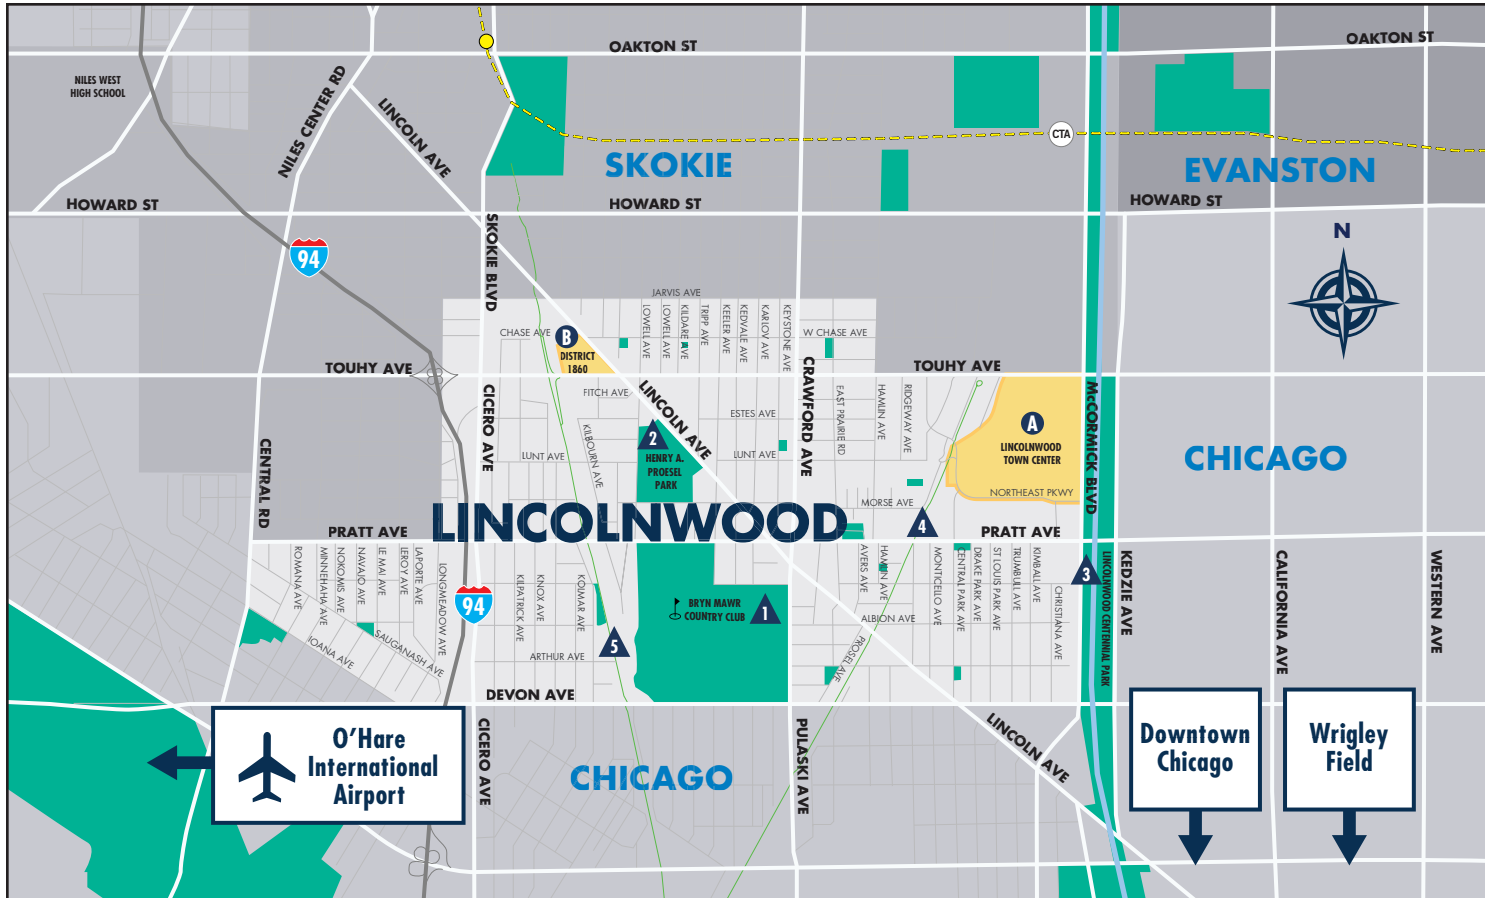 OAKTON ST
OAKTON ST
NILES WEST
HIGH SCHOOL
NILES CENTER RD
LINCOLN AVE
CTA
SKOKIE
EVANSTON
HOWARD ST
HOWARD ST
HOWARD ST
SKOKIE BLVD
N
94
JARVIS AVE
CHASE AVE
B
DISTRICT
1860
LOWELL AVE
LOWELL AVE
KILDARE AVE
TRIPP AVE
KEELER AVE
KEDVALE AVE
KARLOV AVE
KEYSTONE AVE
W CHASE AVE
TOUHY AVE
TOUHY AVE
CICERO AVE
FITCH AVE
LINCOLN AVE
ESTES AVE
CRAWFORD AVE
EAST PRAIRIE RD
HAMLIN AVE
RIDGEWAY AVE
A
LINCOLNWOOD
TOWN CENTER
McCORMICK BLVD
CHICAGO
CENTRAL RD
KILBOURN AVE
LUNT AVE
2
HENRY A.
PROESEL
PARK
LUNT AVE
NORTHEAST PKWY
MORSE AVE
LINCOLNWOOD
4
PRATT AVE
PRATT AVE
ROMANA AVE
MINNEHAHA AVE
NOKOMIS AVE
NAVAJO AVE
LE MAI AVE
LEROY AVE
LAPORTE AVE
LONGMEADOW AVE
94
KILPATRICK AVE
KNOX AVE
KOLMAR AVE
BRYN MAWR
COUNTRY CLUB
1
AVERS AVE
HAMLIN AVE
MONTICELLO AVE
CENTRAL PARK AVE
DRAKE PARK AVE
ST LOUIS PARK AVE
TRUMBULL AVE
KIMBALL AVE
CHRISTIANA AVE
3
LINCOLNWOOD CENTENNIAL PARK
KEDZIE AVE
CALIFORNIA AVE
WESTERN AVE
ALBION AVE
PROSEL AVE
IOANA AVE
SAUGANASH AVE
5
ARTHUR AVE
DEVON AVE
CICERO AVE
PULASKI AVE
LINCOLN AVE
O'Hare
International
Airport
CHICAGO
Downtown
Chicago
Wrigley
Field